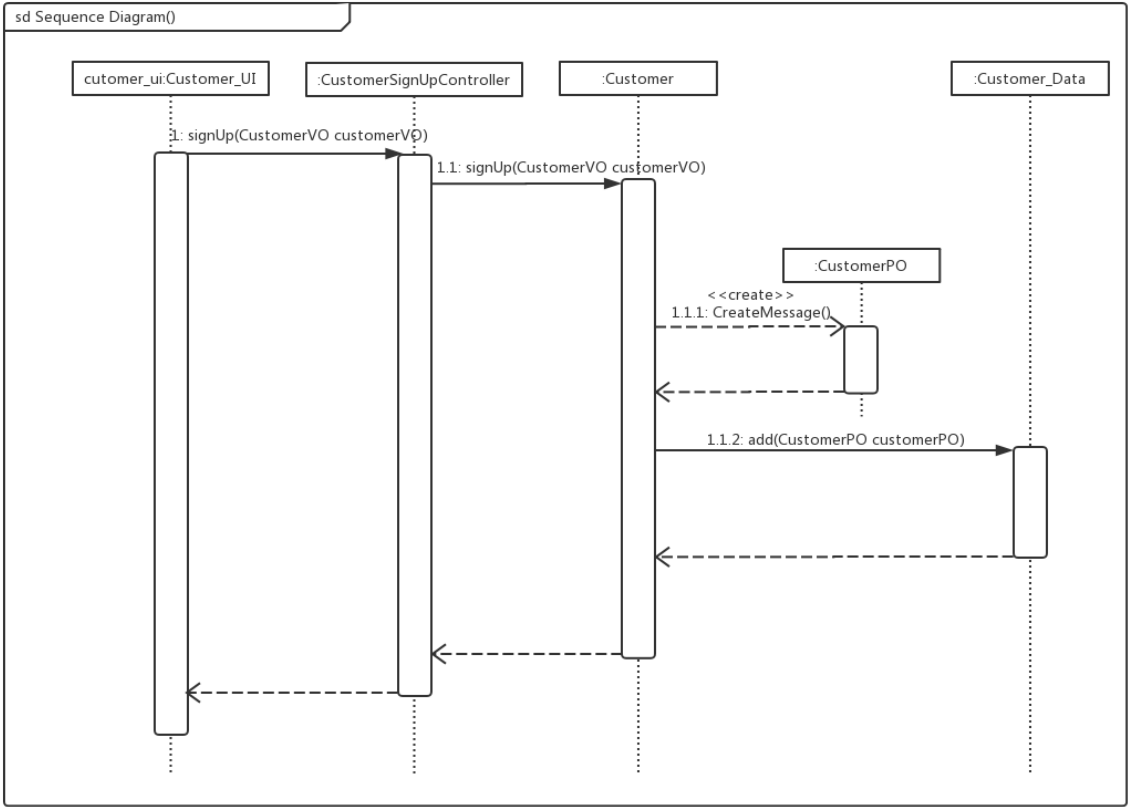 sd Sequence Diagram()
cutomer_ui:Customer_UI
:CustomerSignUpController
:Customer
:Customer_Data
1: signUp(CustomerVO customerVO)
1.1: signUp(CustomerVO customerVO)
:CustomerPO
<<create>>
1.1.1: CreateMessage()
1.1.2: add(CustomerPO customerPO)